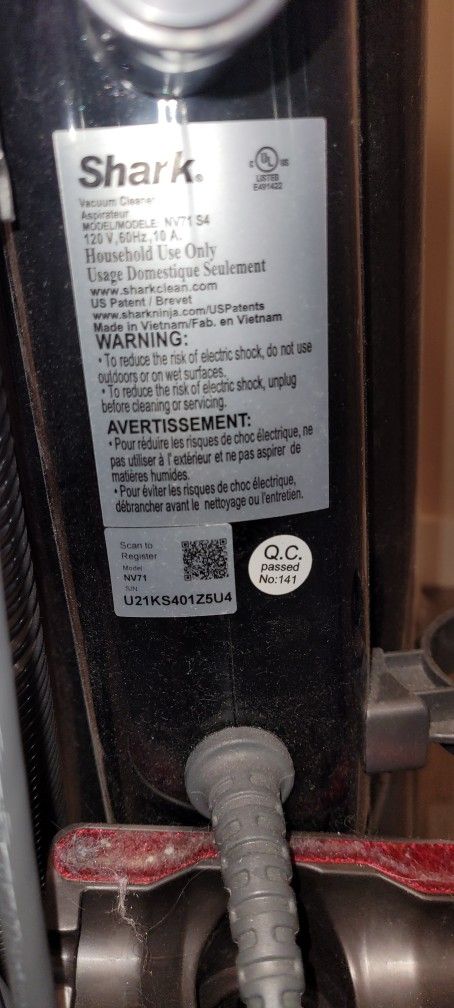 Shark®
C UL US
LISTED
E491422
Vacuum Cleaner
Aspirateur
MODEL/MODELE: NV71 S4
120 V, 60Hz, 10 A.
Household Use Only
Usage Domestique Seulement
www.sharkclean.com
US Patent / Brevet
www.sharkninja.com/USPatents
Made in Vietnam/Fab. en Vietnam
WARNING:
• To reduce the risk of electric shock, do not use
outdoors or on wet surfaces.
• To reduce the risk of electric shock, unplug
before cleaning or servicing.
AVERTISSEMENT:
• Pour réduire les risques de choc électrique, ne
pas utiliser à l'extérieur et ne pas aspirer de
matières humides.
• Pour éviter les risques de choc électrique,
débrancher avant le nettoyage ou l'entretien.
Scan to
Register
Model
NV71
S/N
U21KS401Z5U4
Q.C.
passed
No:141